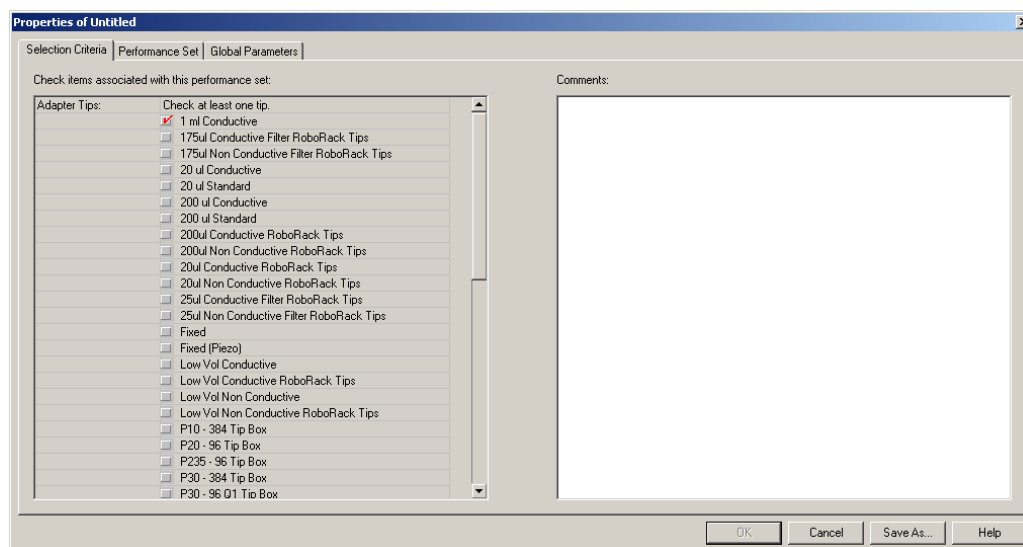 Properties of Untitled
Selection Criteria Performance Set Global Parameters
Check items associated with this performance set:
Comments:
Adapter Tips: Check at least one tip.
1 ml Conductive
175ul Conductive Filter RoboRack Tips
175ul Non Conductive Filter RoboRack Tips
20 ul Conductive
20 ul Standard
200 ul Conductive
200 ul Standard
200ul Conductive RoboRack Tips
200ul Non Conductive RoboRack Tips
20ul Conductive RoboRack Tips
20ul Non Conductive RoboRack Tips
25ul Conductive Filter RoboRack Tips
25ul Non Conductive Filter RoboRack Tips
Fixed
Fixed (Piezo)
Low Vol Conductive
Low Vol Conductive RoboRack Tips
Low Vol Non Conductive
Low Vol Non Conductive RoboRack Tips
P10 - 384 Tip Box
P20 - 96 Tip Box
P235 - 96 Tip Box
P30 - 384 Tip Box
P30 - 96 Q1 Tip Box
OK Cancel Save As... Help